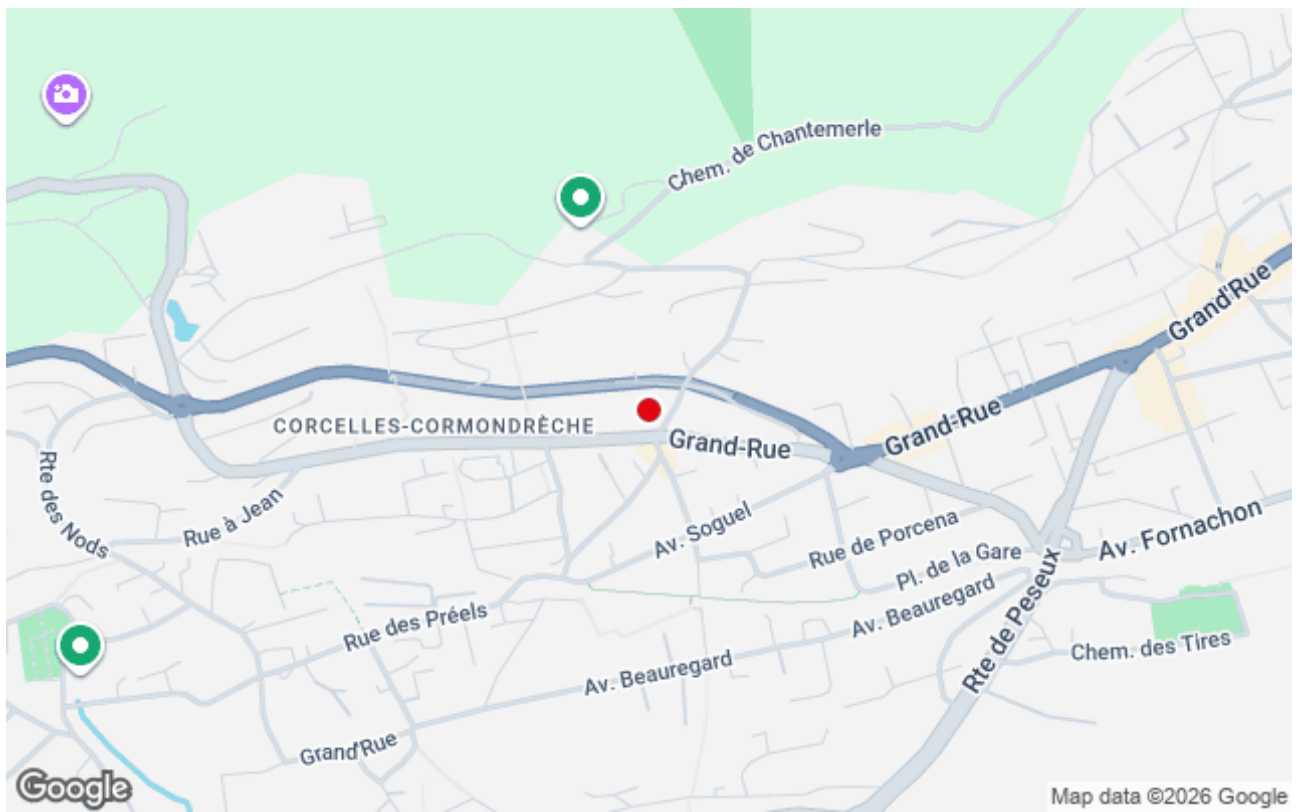 Chem. de Chantemerle
Grand'Rue
Grand-Rue
CORCELLES-CORMONDRÈCHE
Grand-Rue
Rte des Nods
Rue à Jean
Av. Soguel
Rue de Porcena
Av. Fornachon
Pl. de la Gare
Av. Beauregard
Rue des Préels
Rte de Peseux
Chem. des Tires
Av. Beauregard
Grand'Rue
Google
Map data ©2026 Google